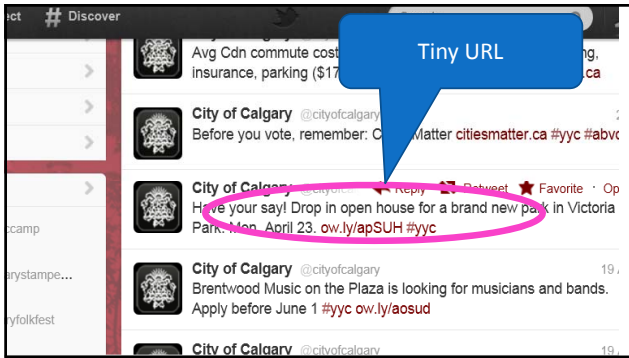 # Discover
Avg Cdn commute cost
insurance, parking ($17
.ca
Tiny URL
City of Calgary @cityofcalgary
Before you vote, remember: C Matter citiesmatter.ca #yyc #abvo
City of Calgary Reply Retweet Favorite · Op
Have your say! Drop in open house for a brand new park in Victoria
Park. Mon, April 23. ow.ly/apSUH #yyc
ccamp
City of Calgary @cityofcalgary 19
arystampe...
Brentwood Music on the Plaza is looking for musicians and bands.
Apply before June 1 #yyc ow.ly/aosud
ryfolkfest
City of Calgary @cityofcalgary 19